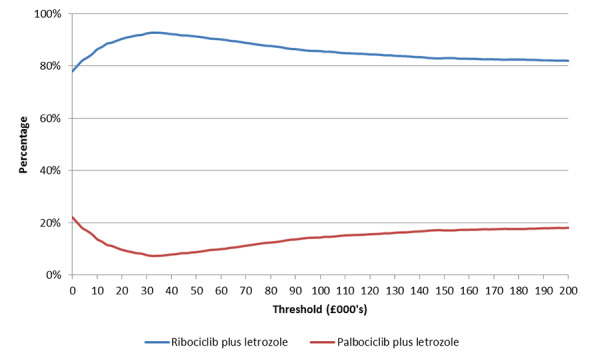 100%
80%
60%
40%
20%
0%
Percentage
0 10 20 30 40 50 60 70 80 90 100 110 120 130 140 150 160 170 180 190 200
Threshold (£000's)
Ribociclib plus letrozole Palbociclib plus letrozole